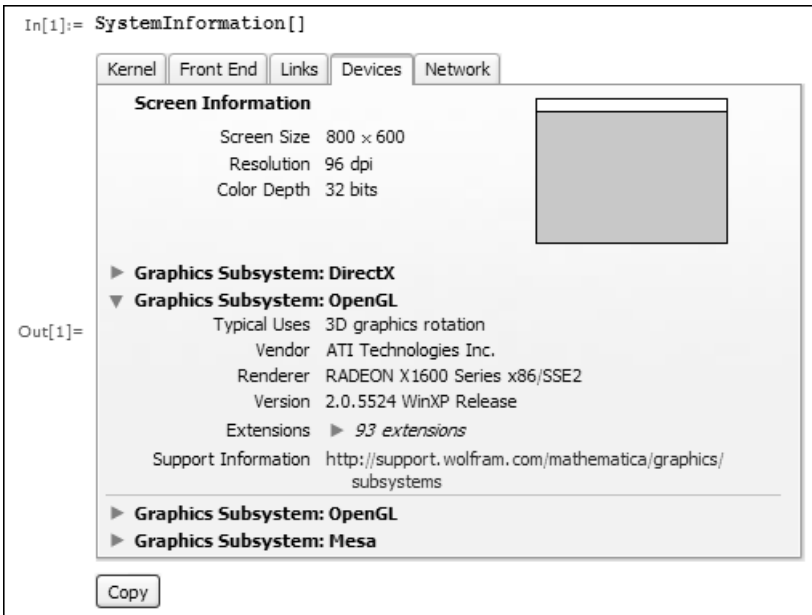 In[1]:= SystemInformation[]
Kernel Front End Links Devices Network
Screen Information
Screen Size 800 × 600
Resolution 96 dpi
Color Depth 32 bits
Graphics Subsystem: DirectX
Graphics Subsystem: OpenGL
Out[1]=
Typical Uses 3D graphics rotation
Vendor ATI Technologies Inc.
Renderer RADEON X1600 Series x86/SSE2
Version 2.0.5524 WinXP Release
Extensions 93 extensions
Support Information http://support.wolfram.com/mathematica/graphics/
subsystems
Graphics Subsystem: OpenGL
Graphics Subsystem: Mesa
Copy